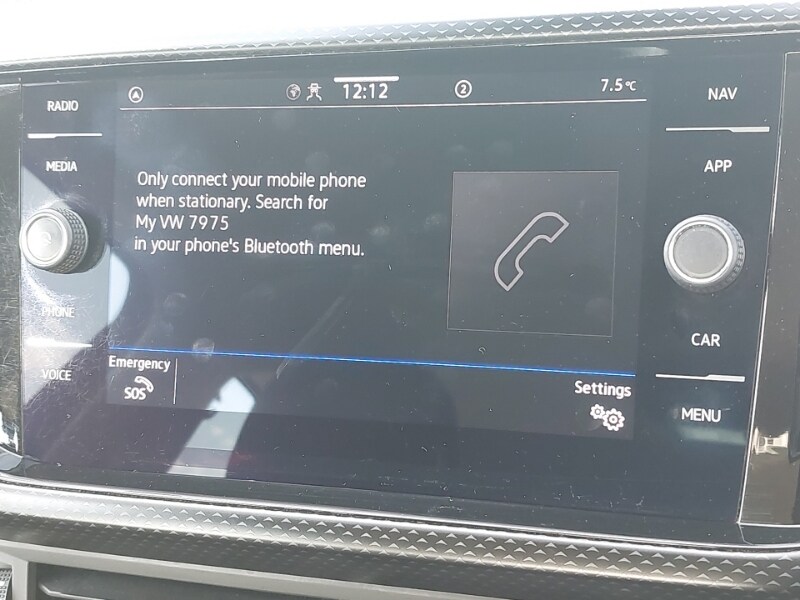 RADIO
MEDIA
PHONE
VOICE
12:12
2
7.5°C
Only connect your mobile phone
when stationary. Search for
My VW 7975
in your phone's Bluetooth menu.
Emergency
SOS
Settings
NAV
APP
CAR
MENU